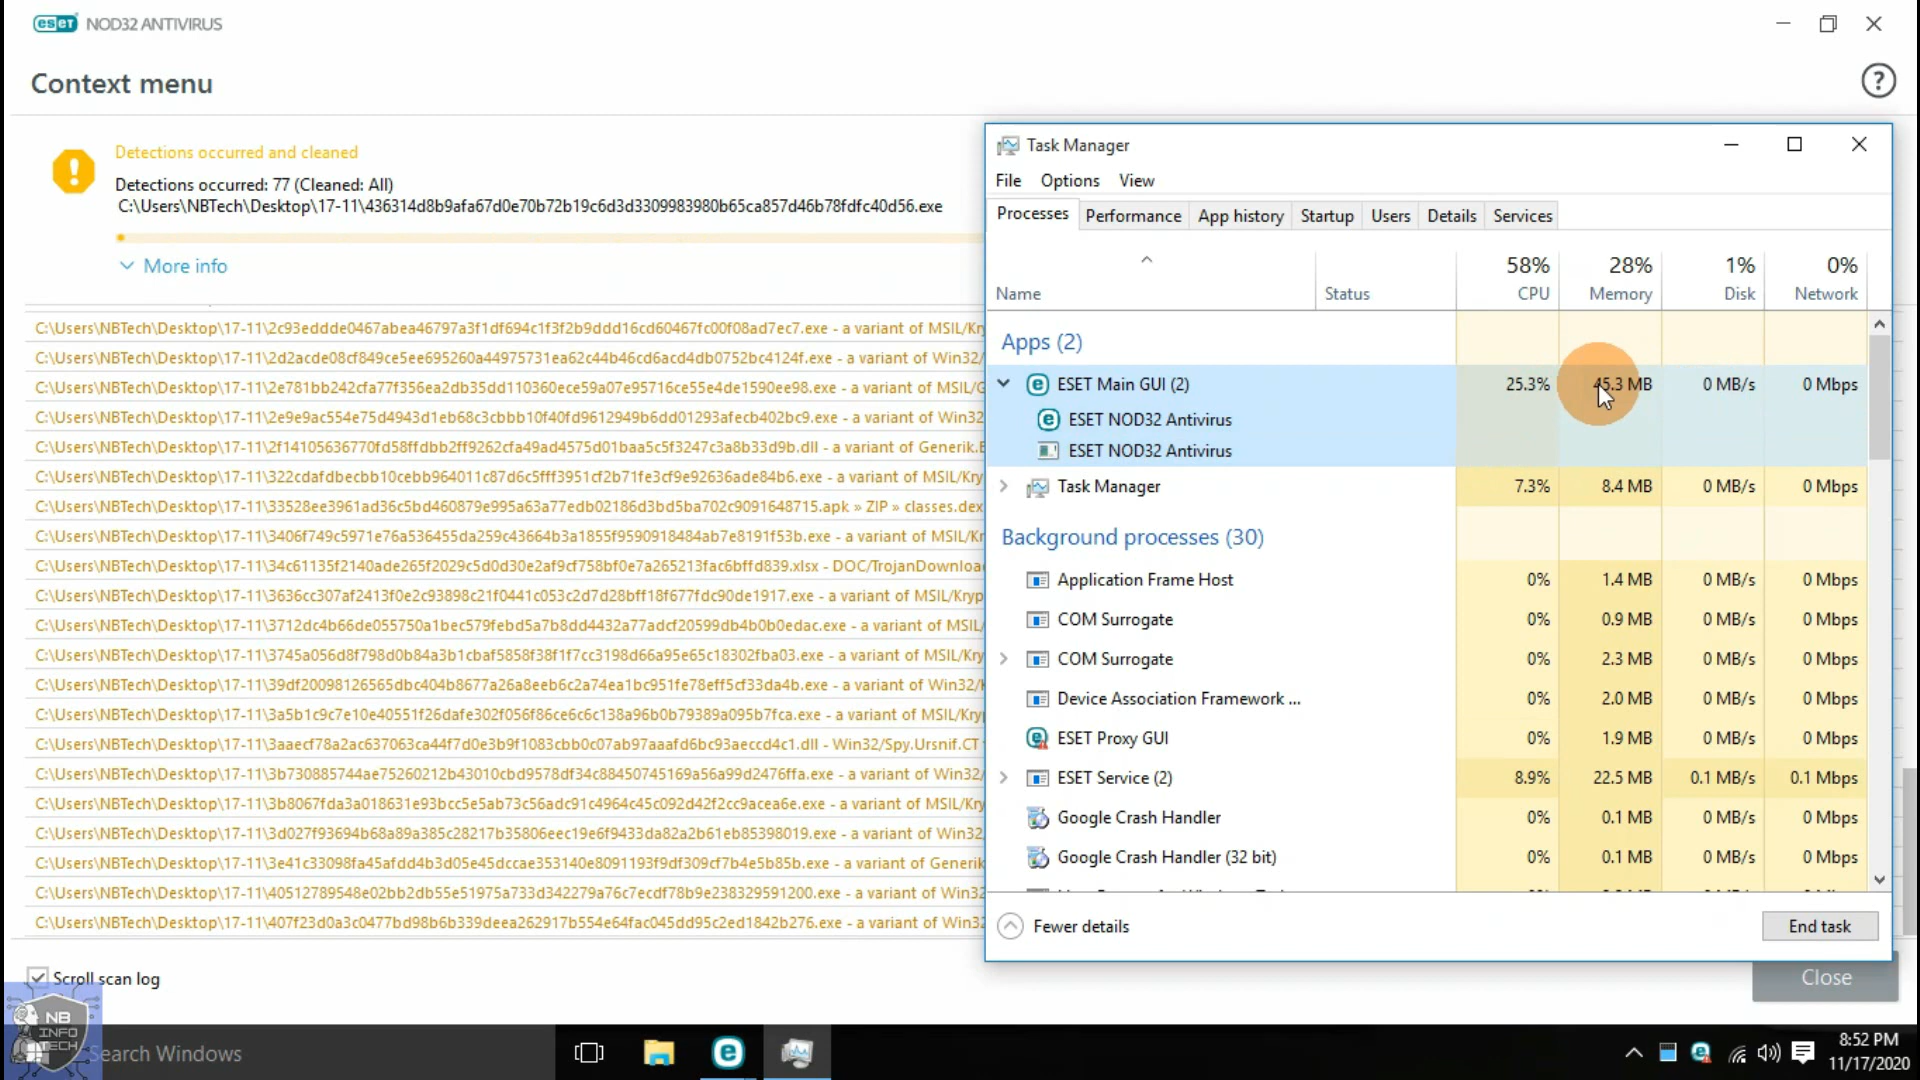 eset NOD32 ANTIVIRUS
Context menu
Detections occurred and cleaned
Detections occurred: 77 (Cleaned: All)
C:\Users\NBTech\Desktop\17-11\436314d8b9afa67d0e70b72b19c6d3d3309983980b65ca857d46b78fdfc40d56.exe
More info
C:\Users\NBTech\Desktop\17-11\2c93eddde0467abea46797a3f1df694c1f3f2b9ddd16cd60467fc00f08ad7ec7.exe - a variant of MSIL/Kry
C:\Users\NBTech\Desktop\17-11\2d2acde08cf849ce5ee695260a44975731ea62c44b46cd6acd4db0752bc4124f.exe - a variant of Win32/
C:\Users\NBTech\Desktop\17-11\2e781bb242cfa77f356ea2db35dd110360ece59a07e95716ce55e4de1590ee98.exe - a variant of MSIL/G
C:\Users\NBTech\Desktop\17-11\2e9e9ac554e75d4943d1eb68c3cbbb10f40fd9612949b6dd01293afecb402bc9.exe - a variant of Win32
C:\Users\NBTech\Desktop\17-11\2f14105636770fd58ffdbb2ff9262cfa49ad4575d01baa5c5f3247c3a8b33d9b.dll - a variant of Generik.
C:\Users\NBTech\Desktop\17-11\322cdafdbecbb10cebb964011c87d6c5fff3951cf2b71fe3cf9e92636ade84b6.exe - a variant of MSIL/Kry
C:\Users\NBTech\Desktop\17-11\33528ee3961ad36c5bd460879e995a63a77edb02186d3bd5ba702c9091648715.apk » ZIP » classes.dex
C:\Users\NBTech\Desktop\17-11\3406f749c5971e76a536455da259c43664b3a1855f9590918484ab7e8191f53b.exe - a variant of MSIL/Kr
C:\Users\NBTech\Desktop\17-11\34c61135f2140ade265f2029c5d0d30e2af9cf758bf0e7a265213fac6bffd839.xlsx - DOC/TrojanDownloa
C:\Users\NBTech\Desktop\17-11\3636cc307af2413f0e2c93898c21f0441c053c2d7d28bff18f677fdc90de1917.exe - a variant of MSIL/Kryp
C:\Users\NBTech\Desktop\17-11\3712dc4b66de055750a1bec579febd5a7b8dd4432a77adcf20599db4b0b0edac.exe - a variant of MSIL/
C:\Users\NBTech\Desktop\17-11\3745a056d8f798d0b84a3b1cbaf5858f38f1f7cc3198d66a95e65c18302fba03.exe - a variant of MSIL/Kry
C:\Users\NBTech\Desktop\17-11\39df20098126565dbc404b8677a26a8eeb6c2a74ea1bc951fe78eff5cf33da4b.exe - a variant of Win32/
C:\Users\NBTech\Desktop\17-11\3a5b1c9c7e10e40551f26dafe302f056f86ce6c6c138a96b0b79389a095b7fca.exe - a variant of MSIL/Kry
C:\Users\NBTech\Desktop\17-11\3aaecf78a2ac637063ca44f7d0e3b9f1083cbb0c07ab97aaafd6bc93aeccd4c1.dll - Win32/Spy.Ursnif.CT
C:\Users\NBTech\Desktop\17-11\3b730885744ae75260212b43010cbd9578df34c88450745169a56a99d2476ffa.exe - a variant of Win32/
C:\Users\NBTech\Desktop\17-11\3b8067fda3a018631e93bcc5e5ab73c56adc91c4964c45c092d42f2cc9acea6e.exe - a variant of MSIL/Kry
C:\Users\NBTech\Desktop\17-11\3d027f93694b68a89a385c28217b35806eec19e6f9433da82a2b61eb85398019.exe - a variant of Win32
C:\Users\NBTech\Desktop\17-11\3e41c33098fa45afdd4b3d05e45dccae353140e8091193f9df309cf7b4e5b85b.exe - a variant of Generik
C:\Users\NBTech\Desktop\17-11\40512789548e02bb2db55e51975a733d342279a76c7ecdf78b9e238329591200.exe - a variant of Win32
C:\Users\NBTech\Desktop\17-11\407f23d0a3c0477bd98b6b339deea262917b554e64fac045dd95c2ed1842b276.exe - a variant of Win32
Scroll scan log
Close
Task Manager
File Options View
Processes Performance App history Startup Users Details Services
58% 28% 1% 0%
Name Status CPU Memory Disk Network
Apps (2)
ESET Main GUI (2) 25.3% 45.3 MB 0 MB/s 0 Mbps
ESET NOD32 Antivirus
ESET NOD32 Antivirus
Task Manager 7.3% 8.4 MB 0 MB/s 0 Mbps
Background processes (30)
Application Frame Host 0% 1.4 MB 0 MB/s 0 Mbps
COM Surrogate 0% 0.9 MB 0 MB/s 0 Mbps
COM Surrogate 0% 2.3 MB 0 MB/s 0 Mbps
Device Association Framework ... 0% 2.0 MB 0 MB/s 0 Mbps
ESET Proxy GUI 0% 1.9 MB 0 MB/s 0 Mbps
ESET Service (2) 8.9% 22.5 MB 0.1 MB/s 0.1 Mbps
Google Crash Handler 0% 0.1 MB 0 MB/s 0 Mbps
Google Crash Handler (32 bit) 0% 0.1 MB 0 MB/s 0 Mbps
Fewer details
End task
NB
INFO
TECH
Search Windows
8:52 PM
11/17/2020